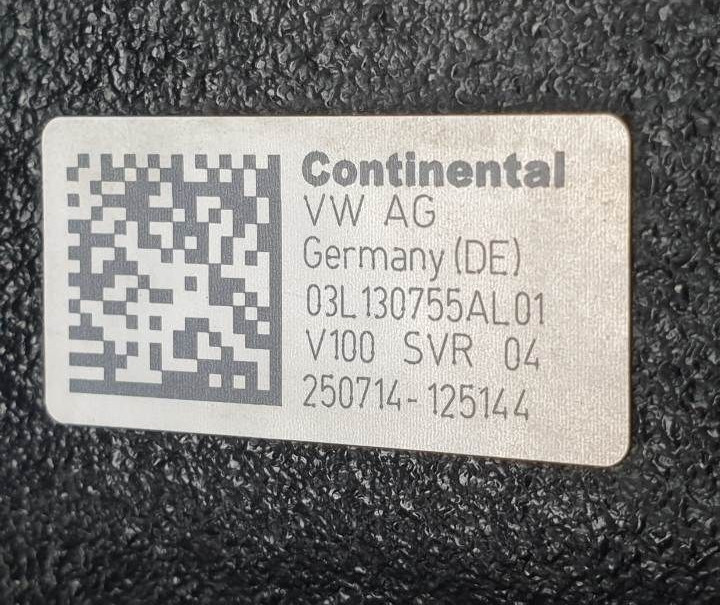 Continental
VW AG
Germany (DE)
03L130755AL01
V100 SVR 04
250714-125144